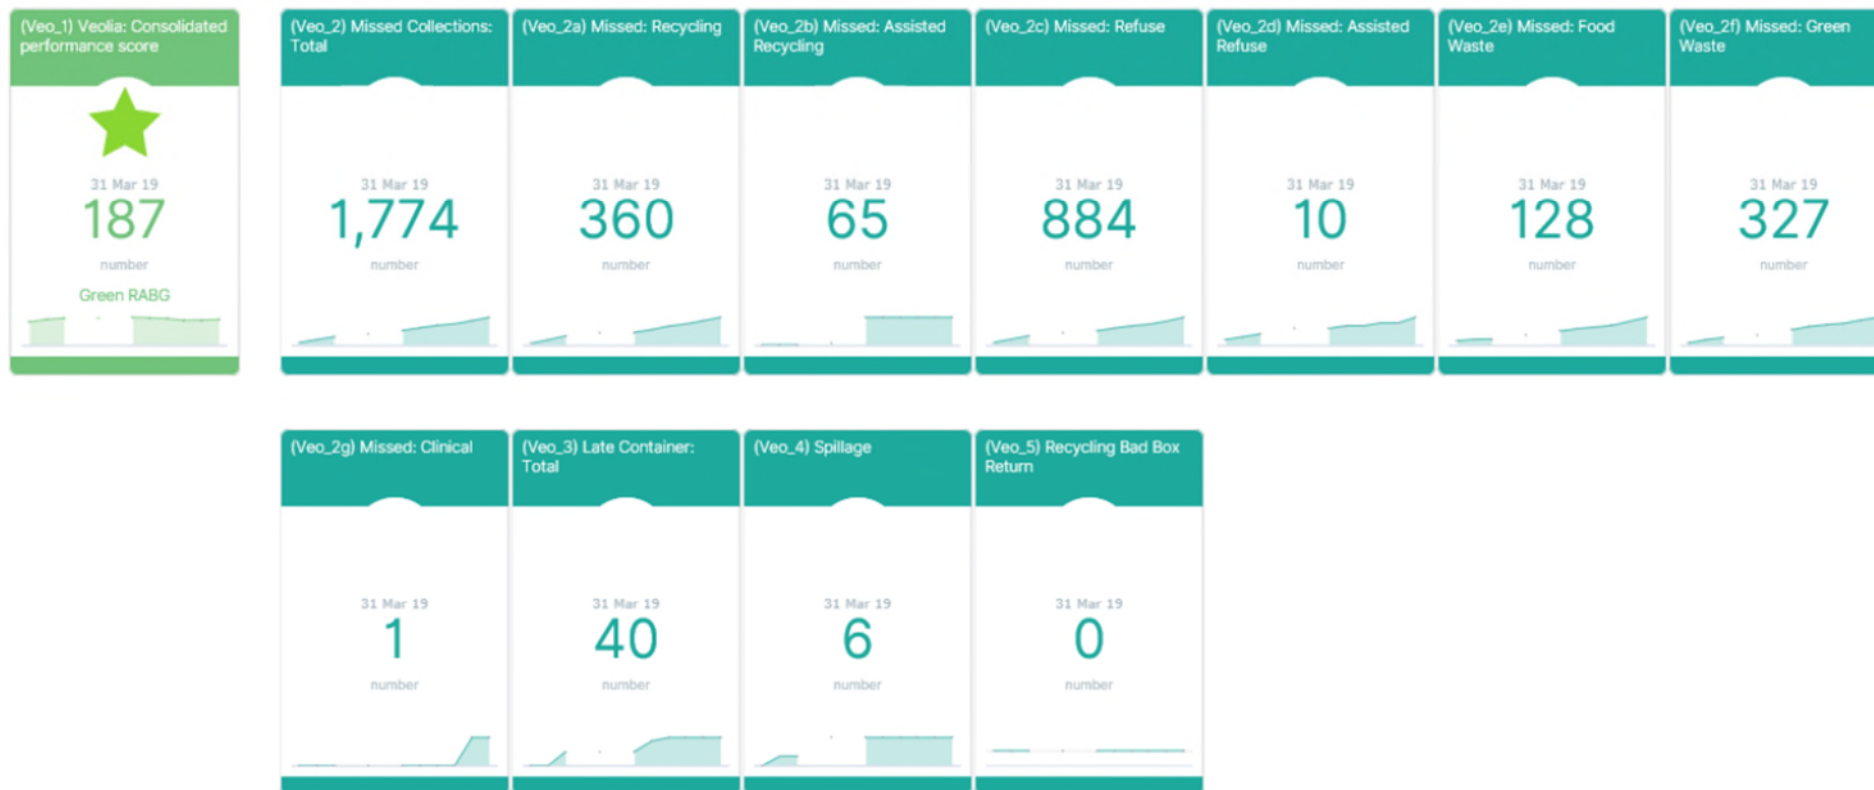 (Veo_1) Veolia: Consolidated
performance score
31 Mar 19
187
number
Green RABG
(Veo_2) Missed Collections:
Total
31 Mar 19
1,774
number
(Veo_2a) Missed: Recycling
31 Mar 19
360
number
(Veo_2b) Missed: Assisted
Recycling
31 Mar 19
65
number
(Veo_2c) Missed: Refuse
31 Mar 19
884
number
(Veo_2d) Missed: Assisted
Refuse
31 Mar 19
10
number
(Veo_2e) Missed: Food
Waste
31 Mar 19
128
number
(Veo_2f) Missed: Green
Waste
31 Mar 19
327
number
(Veo_2g) Missed: Clinical
31 Mar 19
1
number
(Veo_3) Late Container:
Total
31 Mar 19
40
number
(Veo_4) Spillage
31 Mar 19
6
number
(Veo_5) Recycling Bad Box
Return
31 Mar 19
0
number